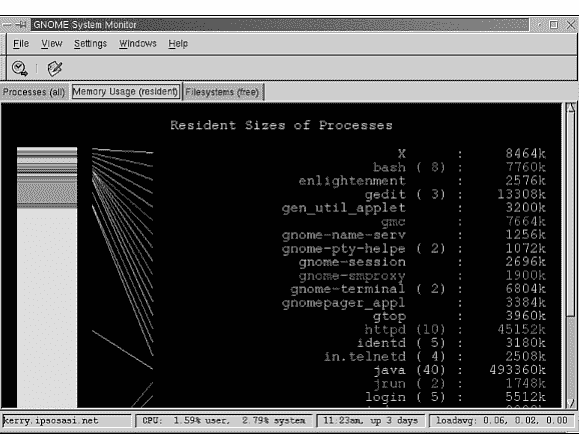 GNOME System Monitor
File View Settings Windows Help
Processes (all) Memory Usage (resident) Filesystems (free)
Resident Sizes of Processes
X : 8464k
bash ( 8) : 7760k
enlightenment : 2576k
gedit ( 3) : 13308k
gen_util_applet : 3200k
gmc : 7664k
gnome-name-serv : 1256k
gnome-pty-helpe ( 2) : 1072k
gnome-session : 2696k
gnome-smproxy : 1900k
gnome-terminal ( 2) : 6804k
gnomepager_appl : 3384k
gtop : 3960k
httpd (10) : 45152k
identd ( 5) : 3180k
in.telnetd ( 4) : 2508k
java (40) : 493360k
jrun ( 2) : 1748k
login ( 5) : 5512k
kerry.ipsosasi.net CPU: 1.59% user, 2.79% system 11:23am, up 3 days loadavg: 0.06, 0.02, 0.00